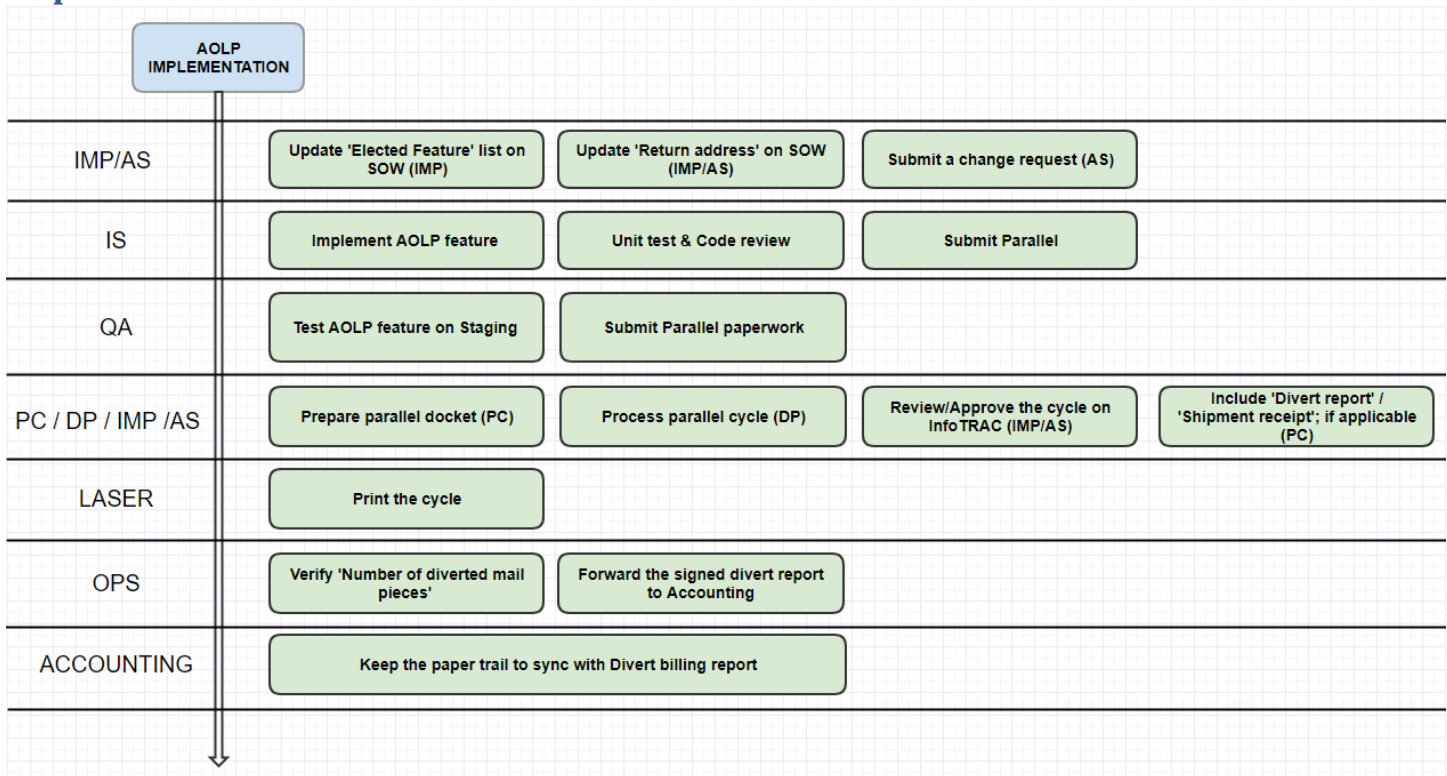 AOLP
IMPLEMENTATION
IMP/AS
Update 'Elected Feature' list on
SOW (IMP)
Update 'Return address' on SOW
(IMP/AS)
Submit a change request (AS)
IS
Implement AOLP feature
Unit test & Code review
Submit Parallel
QA
Test AOLP feature on Staging
Submit Parallel paperwork
PC / DP / IMP /AS
Prepare parallel docket (PC)
Process parallel cycle (DP)
Review/Approve the cycle on
InfoTRAC (IMP/AS)
Include 'Divert report' /
'Shipment receipt'; if applicable
(PC)
LASER
Print the cycle
OPS
Verify 'Number of diverted mail
pieces'
Forward the signed divert report
to Accounting
ACCOUNTING
Keep the paper trail to sync with Divert billing report